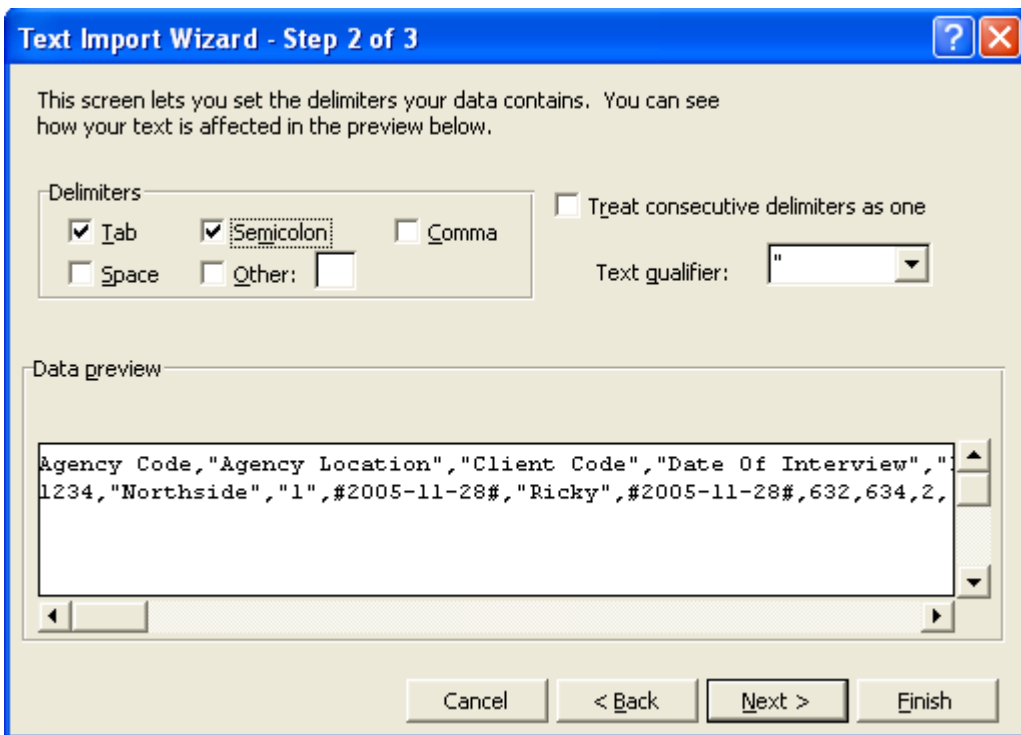 Text Import Wizard - Step 2 of 3
This screen lets you set the delimiters your data contains. You can see
how your text is affected in the preview below.
Delimiters
Tab
Semicolon
Comma
Space
Other:
Treat consecutive delimiters as one
Text qualifier:
"
Data preview
Agency Code,"Agency Location","Client Code","Date Of Interview","
1234,"Northside","1",#2005-11-28#,"Ricky",#2005-11-28#,632,634,2,
Cancel
< Back
Next >
Finish